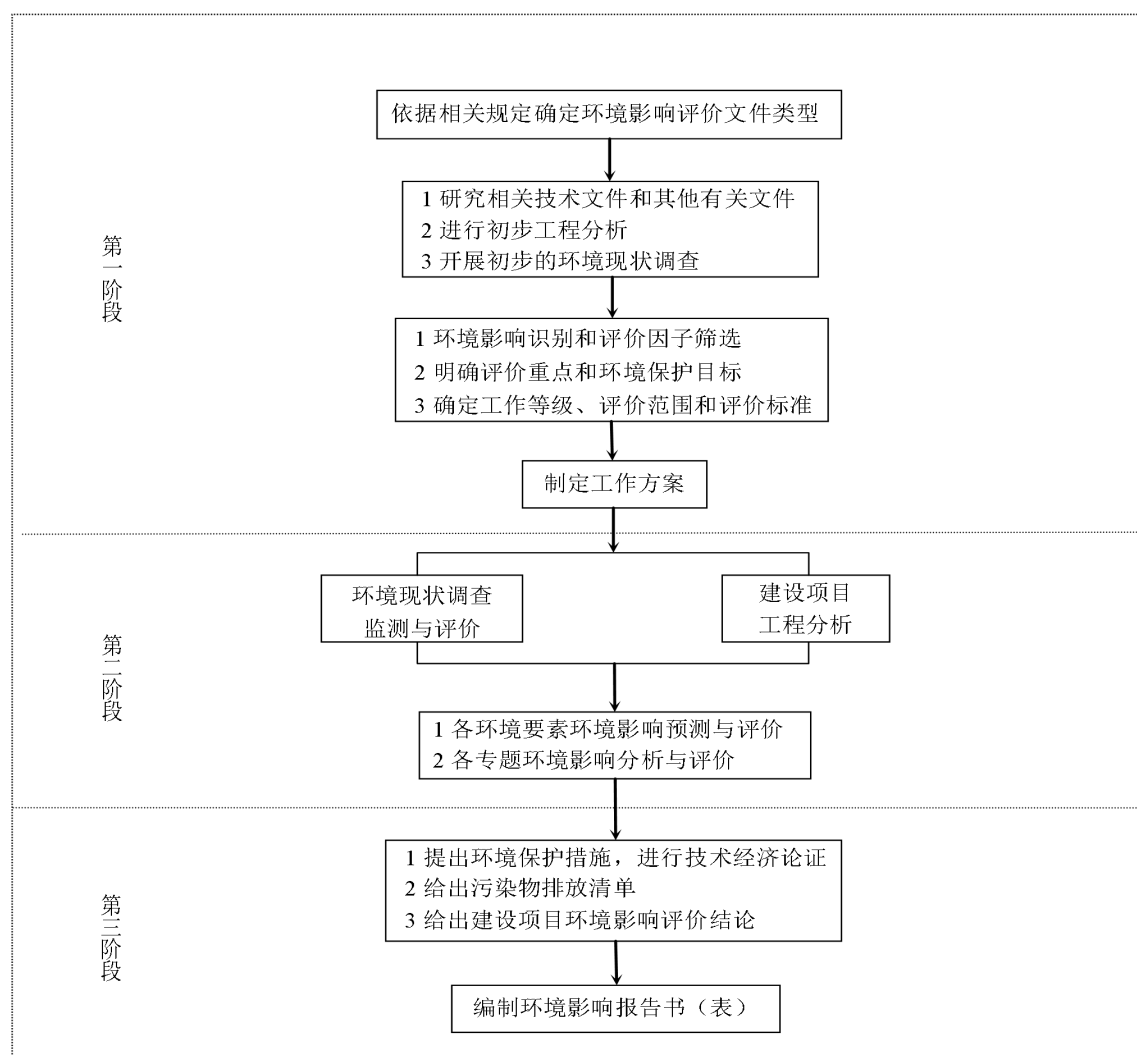 依据相关规定确定环境影响评价文件类型
1 研究相关技术文件和其他有关文件
2 进行初步工程分析
3 开展初步的环境现状调查
第一阶段
1 环境影响识别和评价因子筛选
2 明确评价重点和环境保护目标
3 确定工作等级、评价范围和评价标准
制定工作方案
环境现状调查
监测与评价
建设项目
工程分析
第二阶段
1 各环境要素环境影响预测与评价
2 各专题环境影响分析与评价
1 提出环境保护措施，进行技术经济论证
2 给出污染物排放清单
3 给出建设项目环境影响评价结论
第三阶段
编制环境影响报告书（表）